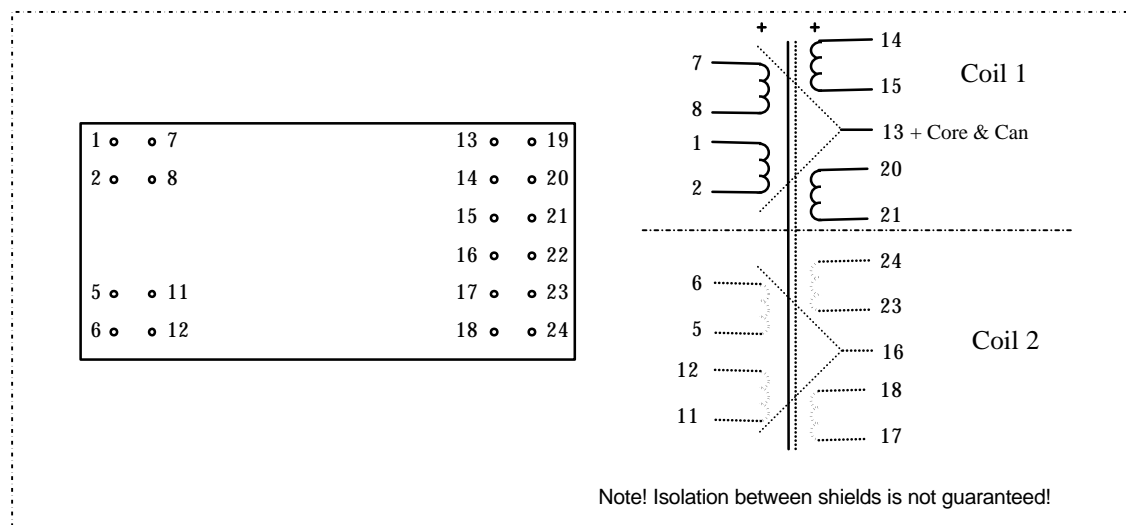 1 7 13 19
2 8 14 20
15 21
16 22
5 11 17 23
6 12 18 24
+ +
7 14
8 15
Coil 1
1 13 + Core & Can
2 20
21
6 24
5 23
12 16
Coil 2
11 18
17
Note! Isolation between shields is not guaranteed!